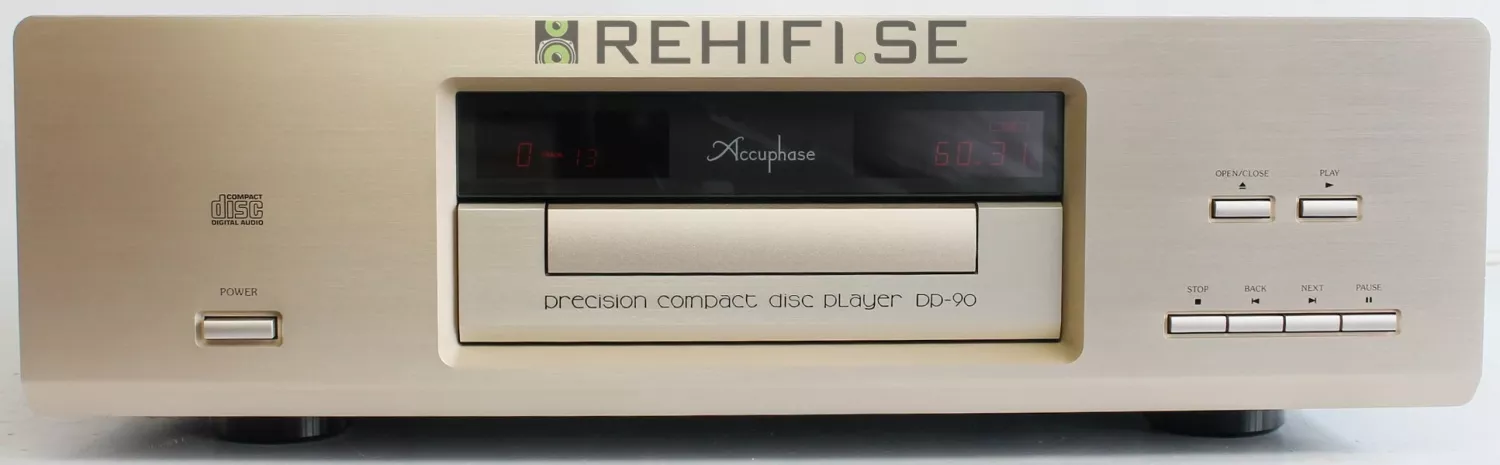 REHIFI.SE
0 TRACK 13
Accuphase
60.31
COMPACT
disc
DIGITAL AUDIO
OPEN/CLOSE
PLAY
POWER
precision compact disc player DP-90
STOP
BACK
NEXT
PAUSE